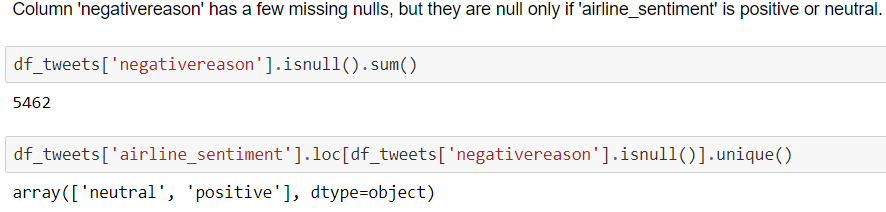 Column 'negativereason' has a few missing nulls, but they are null only if 'airline_sentiment' is positive or neutral.
df_tweets['negativereason'].isnull().sum()
5462
df_tweets['airline_sentiment'].loc[df_tweets['negativereason'].isnull()].unique()
array(['neutral', 'positive'], dtype=object)